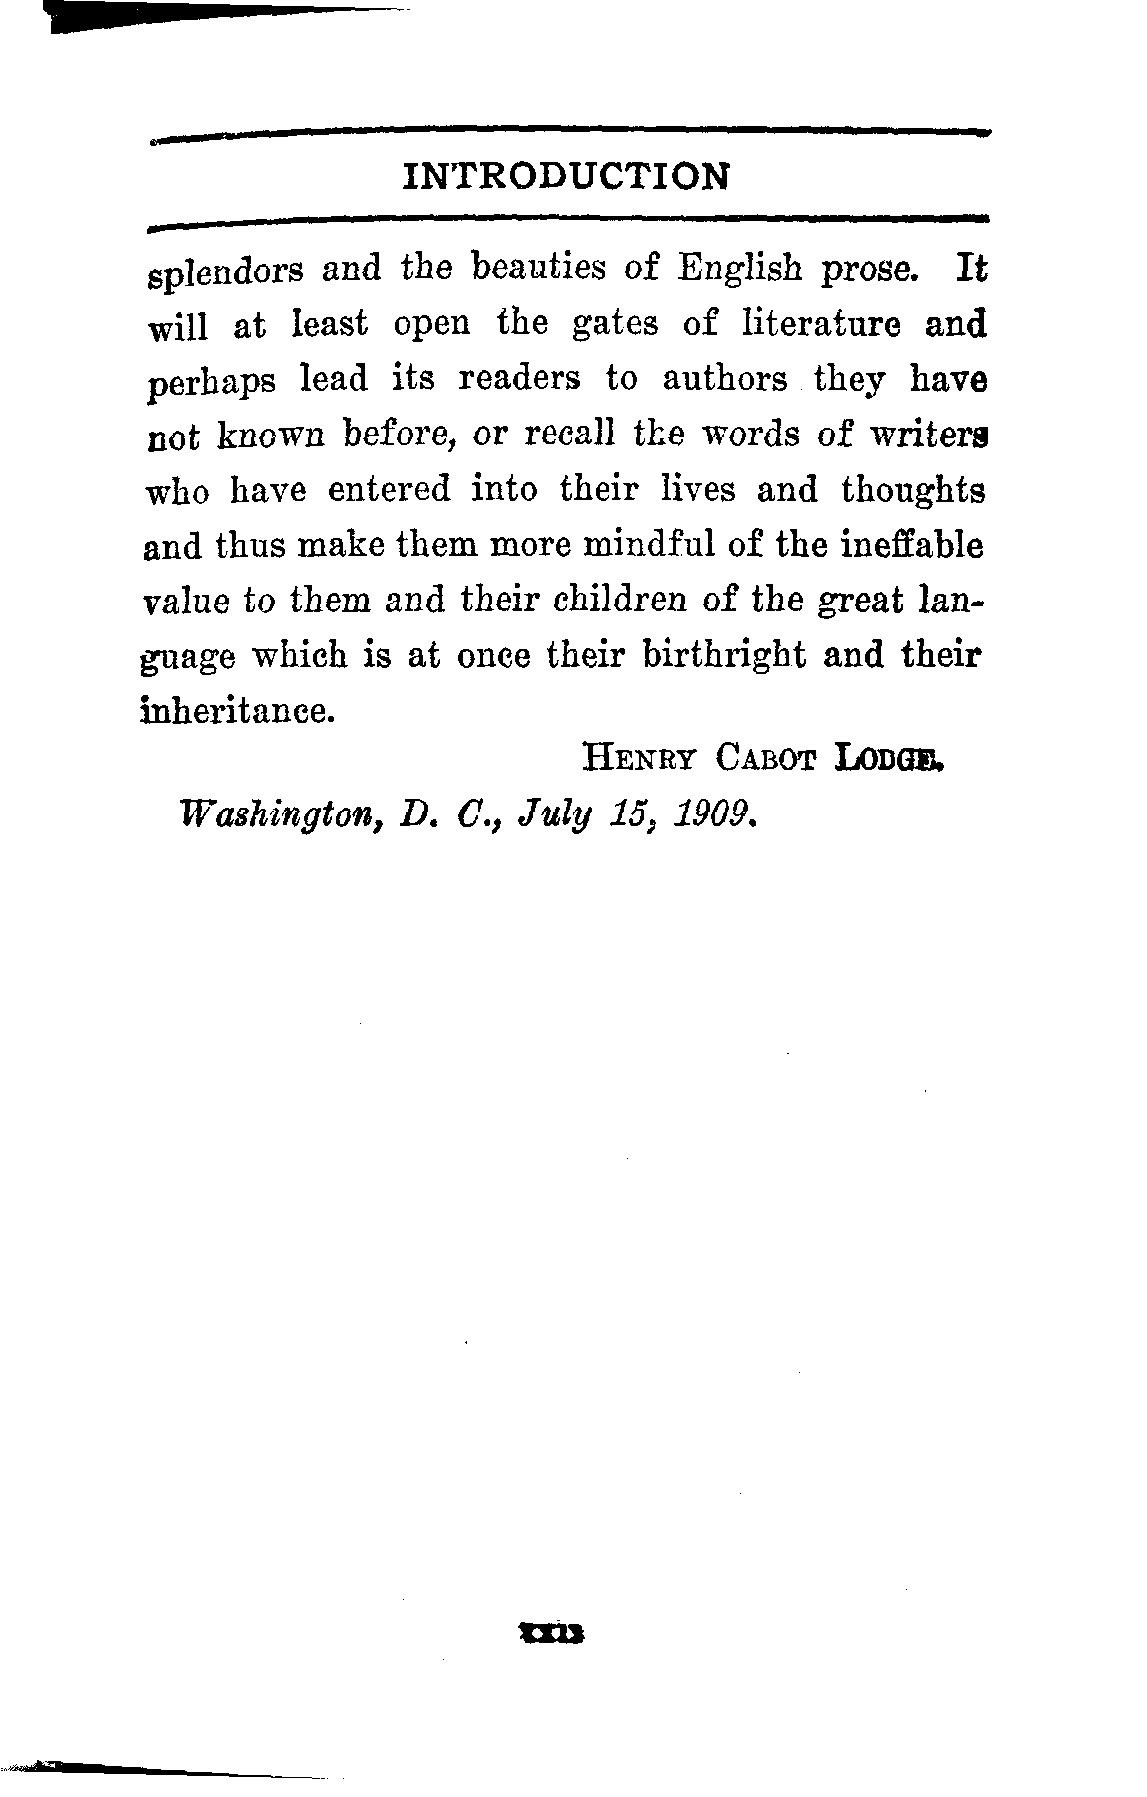 INTRODUCTION
splendors and the beauties of English prose. It
will at least open the gates of literature and
perhaps lead its readers to authors they have
not known before, or recall the words of writers
who have entered into their lives and thoughts
and thus make them more mindful of the ineffable
value to them and their children of the great lan-
guage which is at once their birthright and their
inheritance.
HENRY CABOT LODGE.
Washington, D. C., July 15, 1909.